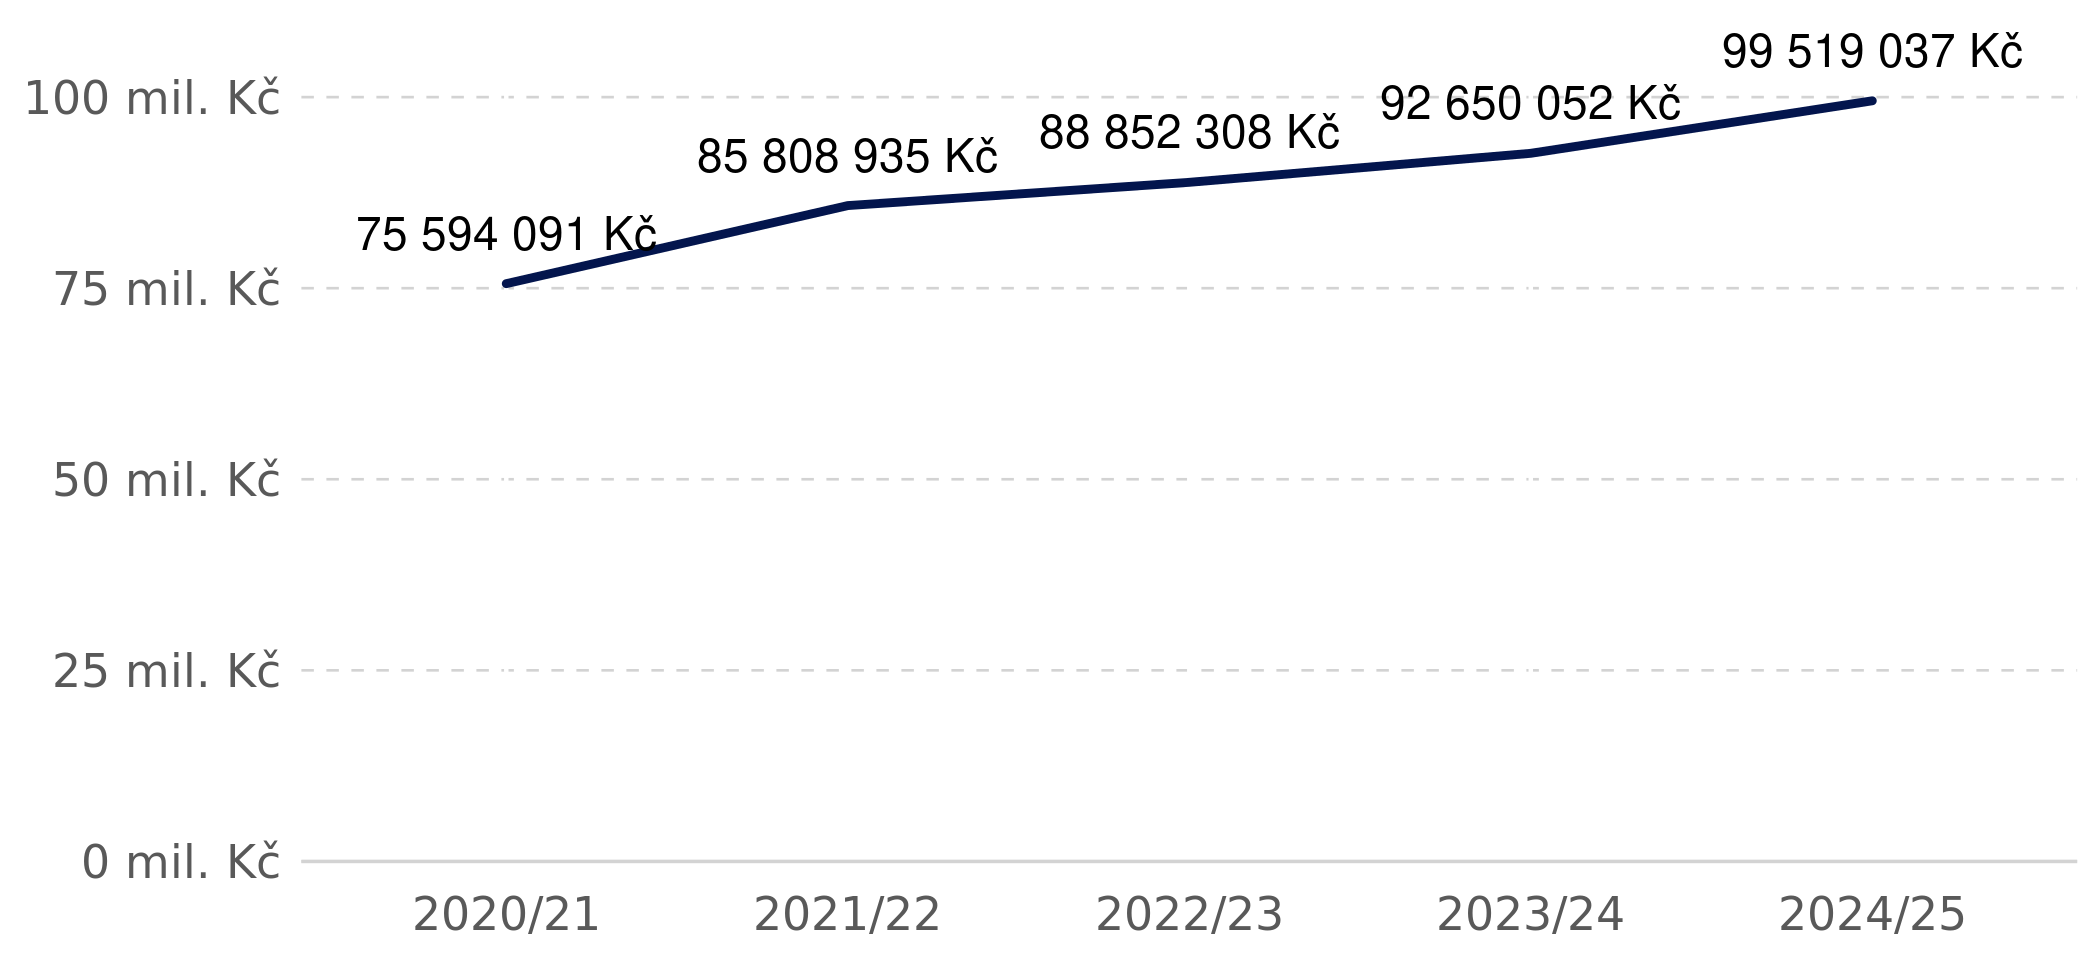 99 519 037 Kč
100 mil. Kč
92 650 052 Kč
88 852 308 Kč
85 808 935 Kč
75 594 091 Kč
75 mil. Kč
50 mil. Kč
25 mil. Kč
0 mil. Kč
2020/21 2021/22 2022/23 2023/24 2024/25